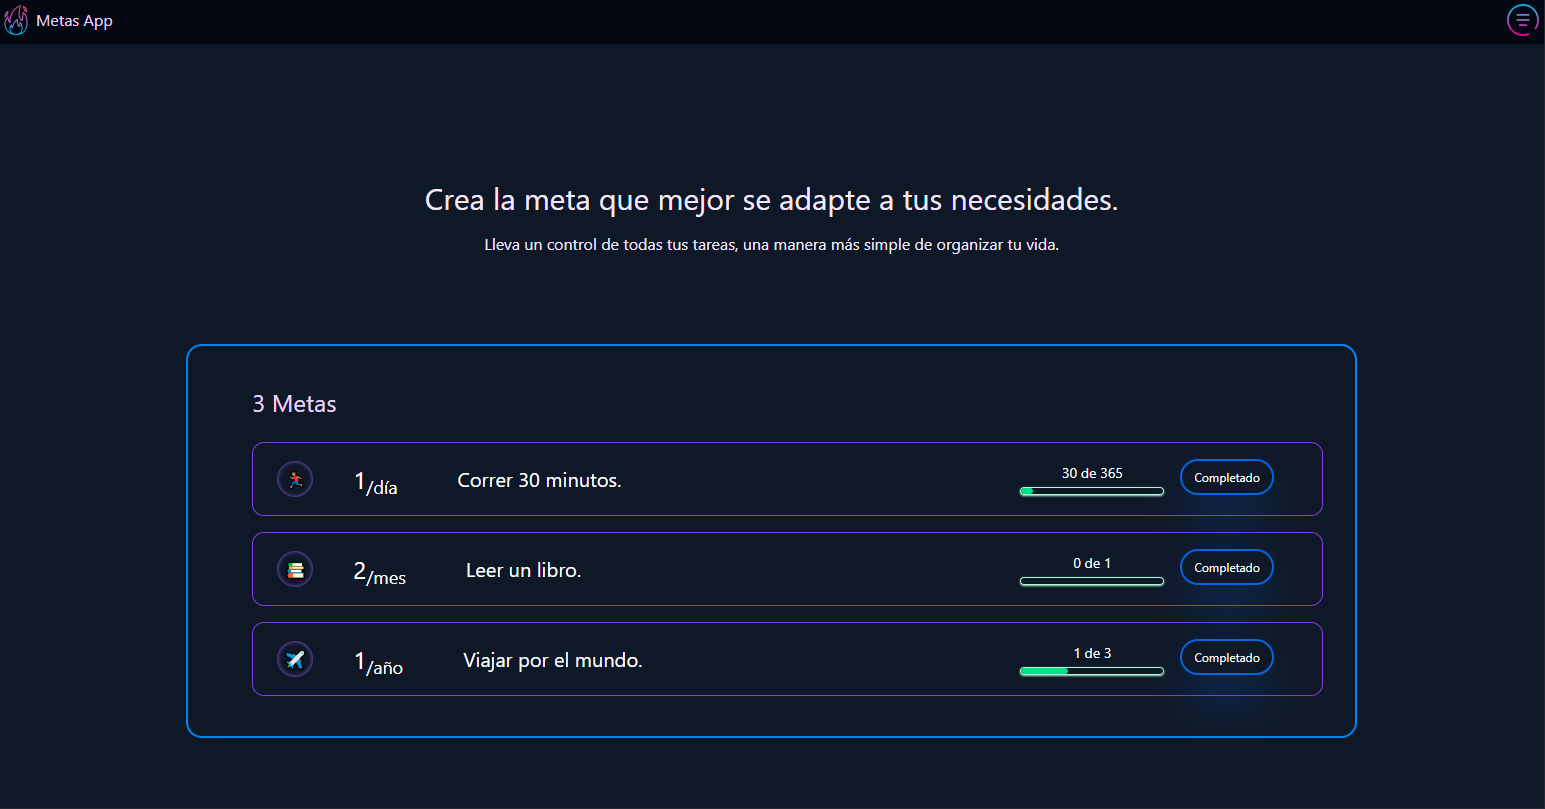 Metas App
Crea la meta que mejor se adapte a tus necesidades.
Lleva un control de todas tus tareas, una manera más simple de organizar tu vida.
3 Metas
1/día Correr 30 minutos. 30 de 365 Completado
2/mes Leer un libro. 0 de 1 Completado
1/año Viajar por el mundo. 1 de 3 Completado